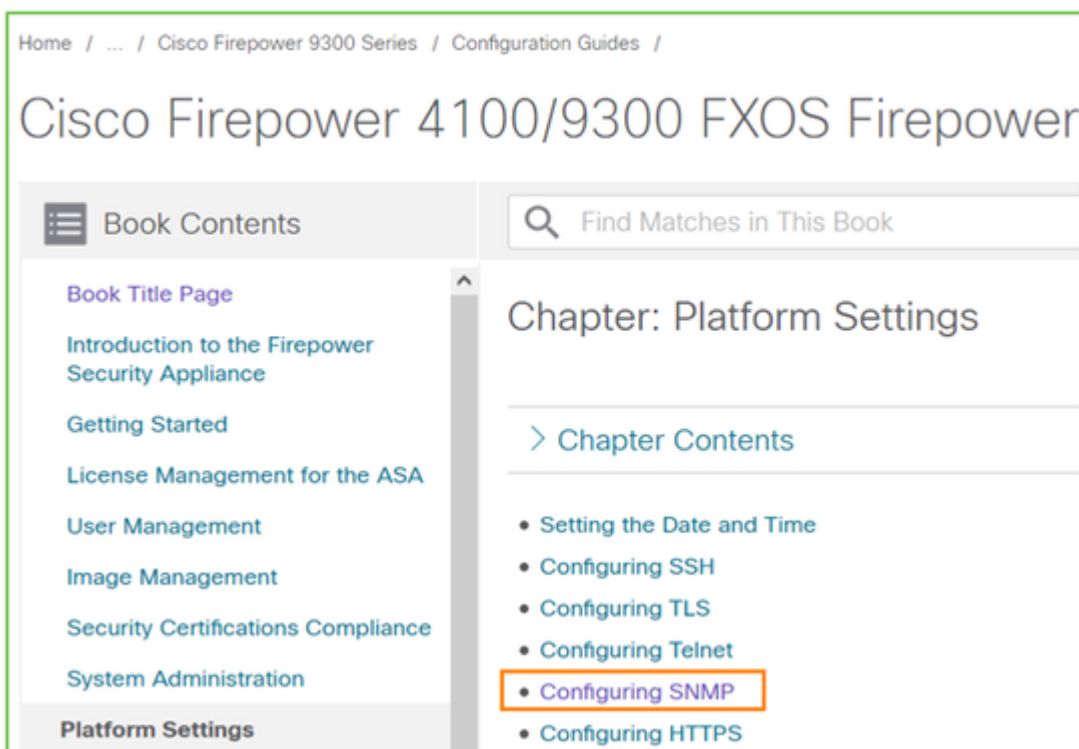 Home / ... / Cisco Firepower 9300 Series / Configuration Guides /
Cisco Firepower 4100/9300 FXOS Firepower
Book Contents
Find Matches in This Book
Book Title Page
Introduction to the Firepower
Security Appliance
Getting Started
License Management for the ASA
User Management
Image Management
Security Certifications Compliance
System Administration
Platform Settings
Chapter: Platform Settings
Chapter Contents
• Setting the Date and Time
• Configuring SSH
• Configuring TLS
• Configuring Telnet
• Configuring SNMP
• Configuring HTTPS